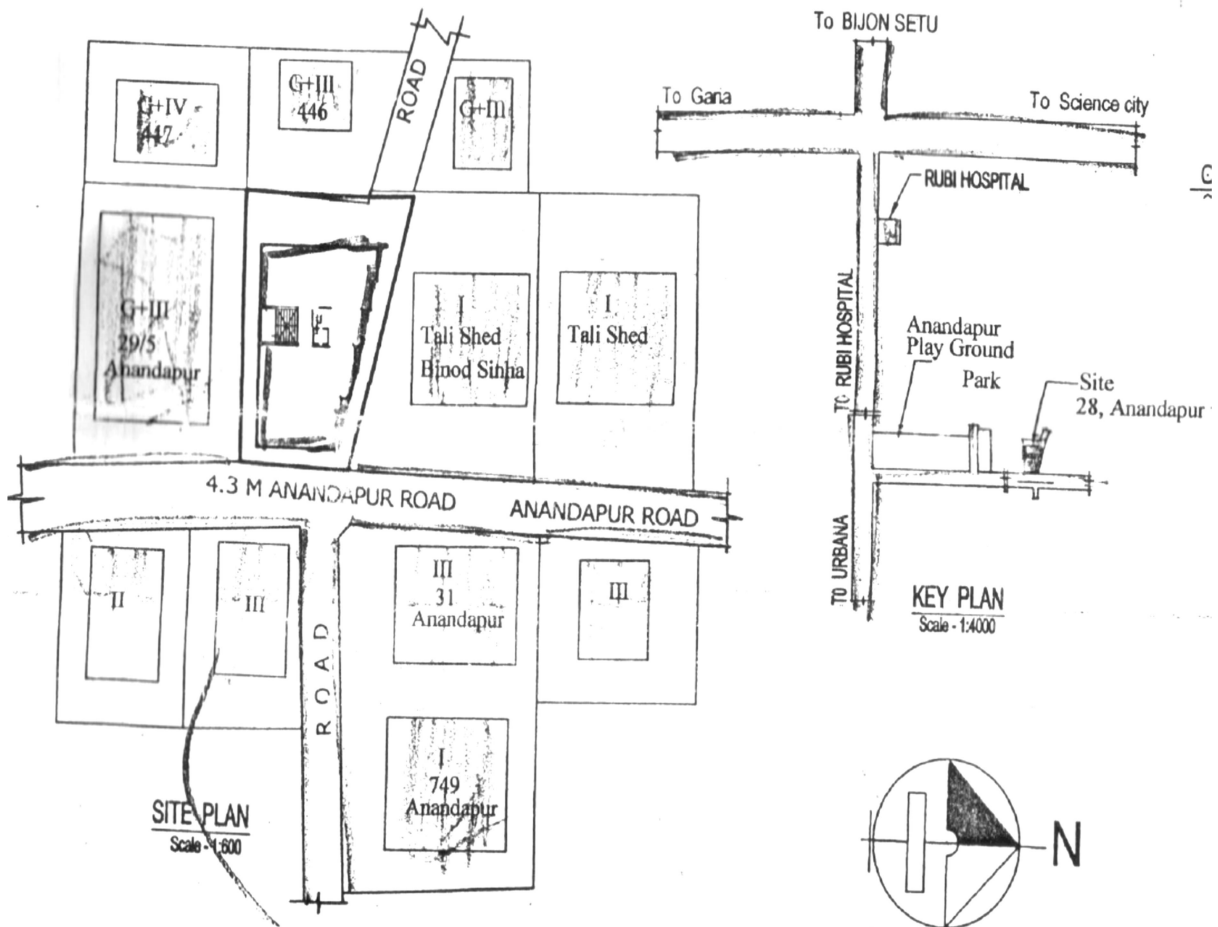 To BIJON SETU
To Garia
To Science city
RUBI HOSPITAL
TO RUBI HOSPITAL
Anandapur
Play Ground
Park
Site
28, Anandapur
TO URBANA
KEY PLAN
Scale - 1:4000
N
G+IV
447
G+III
446
ROAD
G+III
G+III
29/5
Anandapur
I
Tali Shed
Binod Sinha
I
Tali Shed
4.3 M ANANDAPUR ROAD
ANANDAPUR ROAD
II
III
ROAD
III
31
Anandapur
III
I
749
Anandapur
SITE PLAN
Scale - 1:600